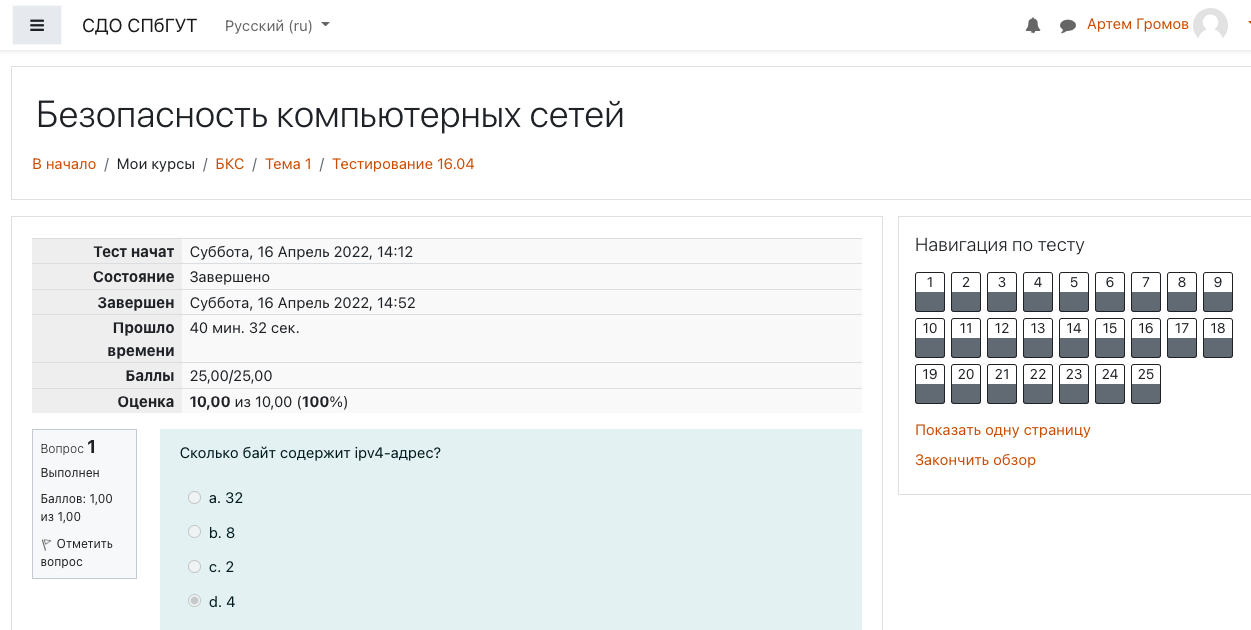 СДО СПбГУТ Русский (ru) Артем Громов
Безопасность компьютерных сетей
В начало / Мои курсы / БКС / Тема 1 / Тестирование 16.04
Тест начат Суббота, 16 Апрель 2022, 14:12
Состояние Завершено
Завершен Суббота, 16 Апрель 2022, 14:52
Прошло 40 мин. 32 сек.
времени
Баллы 25,00/25,00
Оценка 10,00 из 10,00 (100%)
Вопрос 1
Выполнен
Баллов: 1,00
из 1,00
Отметить
вопрос
Сколько байт содержит ipv4-адрес?
a. 32
b. 8
c. 2
d. 4
Навигация по тесту
1 2 3 4 5 6 7 8 9
10 11 12 13 14 15 16 17 18
19 20 21 22 23 24 25
Показать одну страницу
Закончить обзор